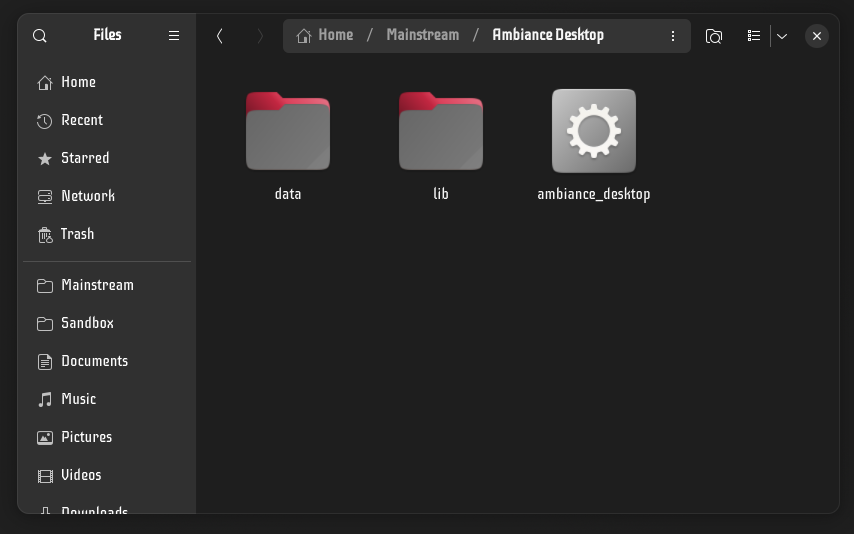 Files
Home / Mainstream / Ambiance Desktop
Home
Recent
Starred
Network
Trash
Mainstream
Sandbox
Documents
Music
Pictures
Videos
Downloads
data
lib
ambiance_desktop